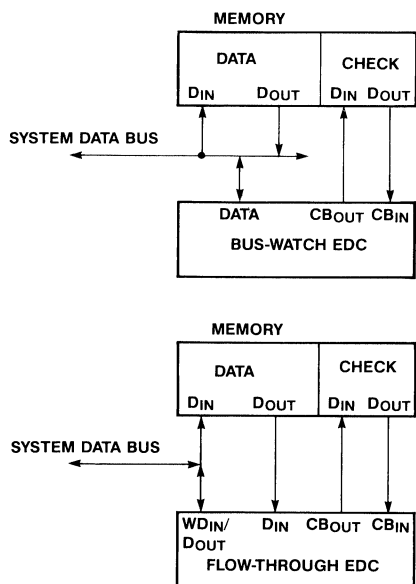 MEMORY
DATA CHECK
DIN DOUT DIN DOUT
SYSTEM DATA BUS
DATA CBOUT CBIN
BUS-WATCH EDC
MEMORY
DATA CHECK
DIN DOUT DIN DOUT
SYSTEM DATA BUS
WDIN/ DIN CBOUT CBIN
DOUT
FLOW-THROUGH EDC